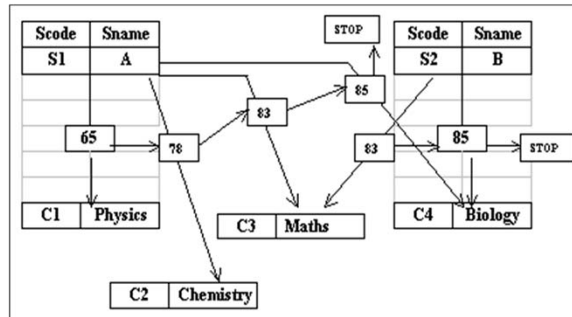 Scode Sname STOP Scode Sname
S1 A S2 B
85
83
65 78 83 85 STOP
C1 Physics C3 Maths C4 Biology
C2 Chemistry